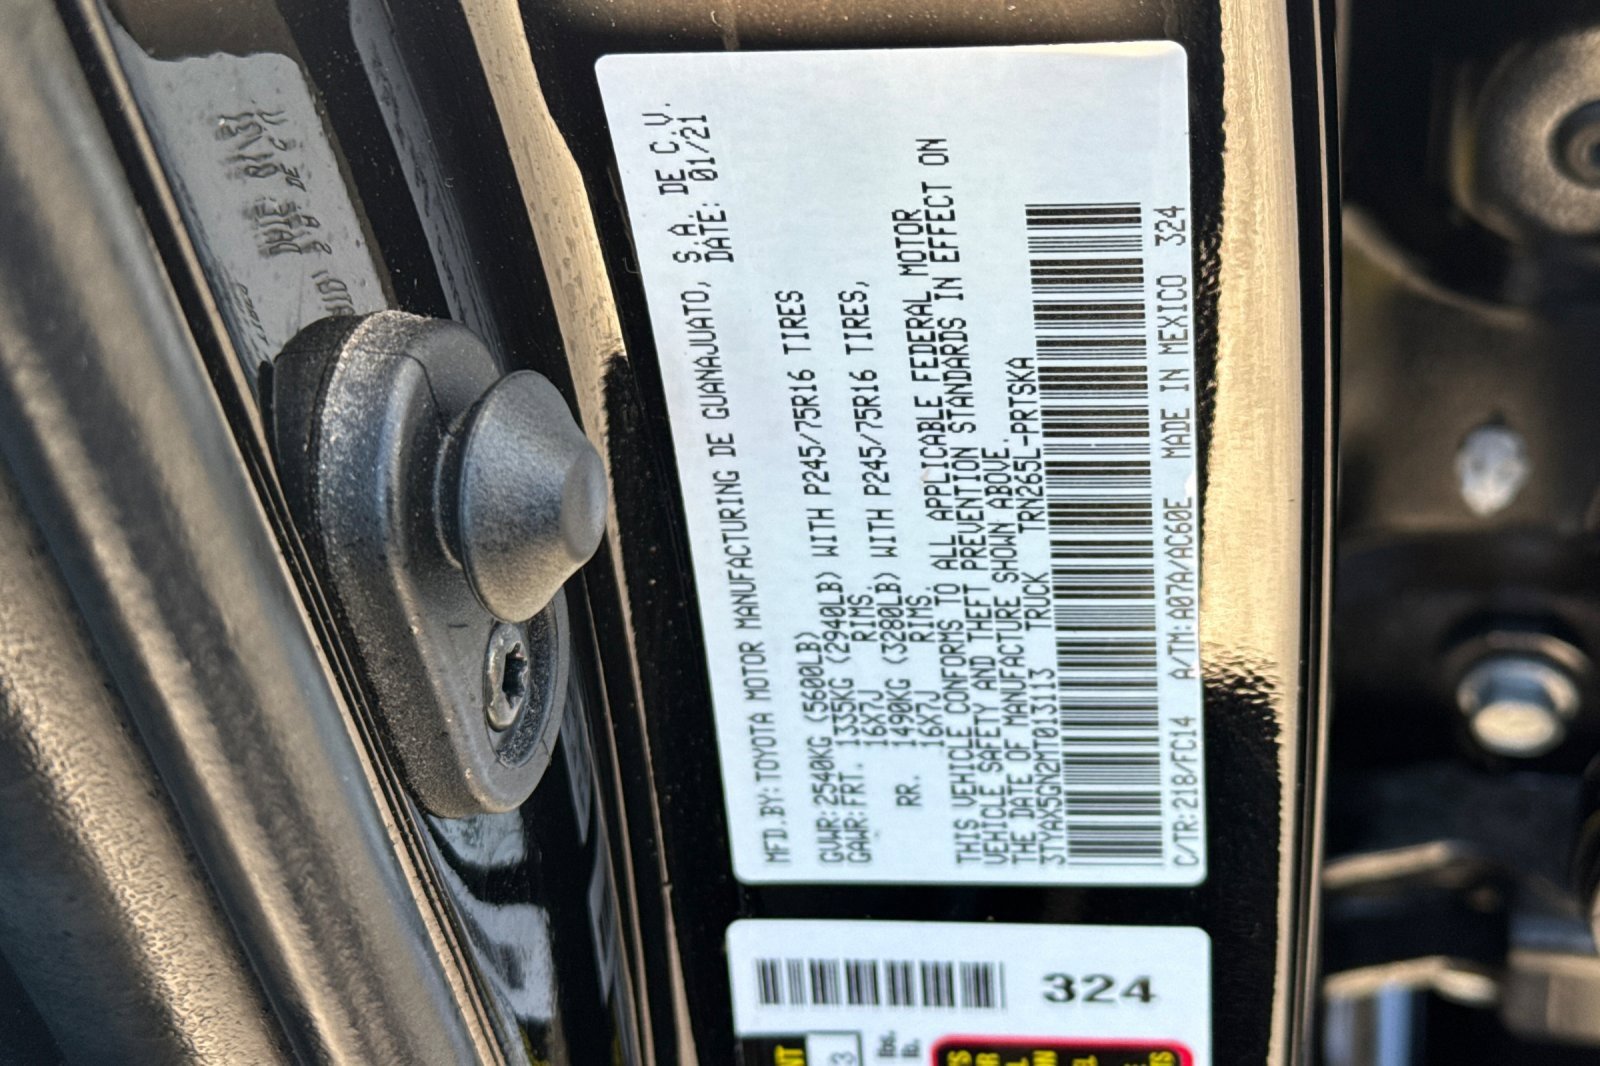 MFD.BY:TOYOTA MOTOR MANUFACTURING DE GUANAJUATO, S.A. DE C.V.
DATE: 01/21
GVWR:2540KG (5600LB)
GAWR:FRT. 1335KG (2940LB) WITH P245/75R16 TIRES
16X7J RIMS,
RR. 1490KG (3280LB) WITH P245/75R16 TIRES,
16X7J RIMS.
THIS VEHICLE CONFORMS TO ALL APPLICABLE FEDERAL MOTOR
VEHICLE SAFETY AND THEFT PREVENTION STANDARDS IN EFFECT ON
THE DATE OF MANUFACTURE SHOWN ABOVE.
3TYAX5GN2MT013113 TRUCK TRN265L-PRTSKA
C/TR:218/FC14 A/TM:A07A/AC60E MADE IN MEXICO 324
324
lbs.
lb.